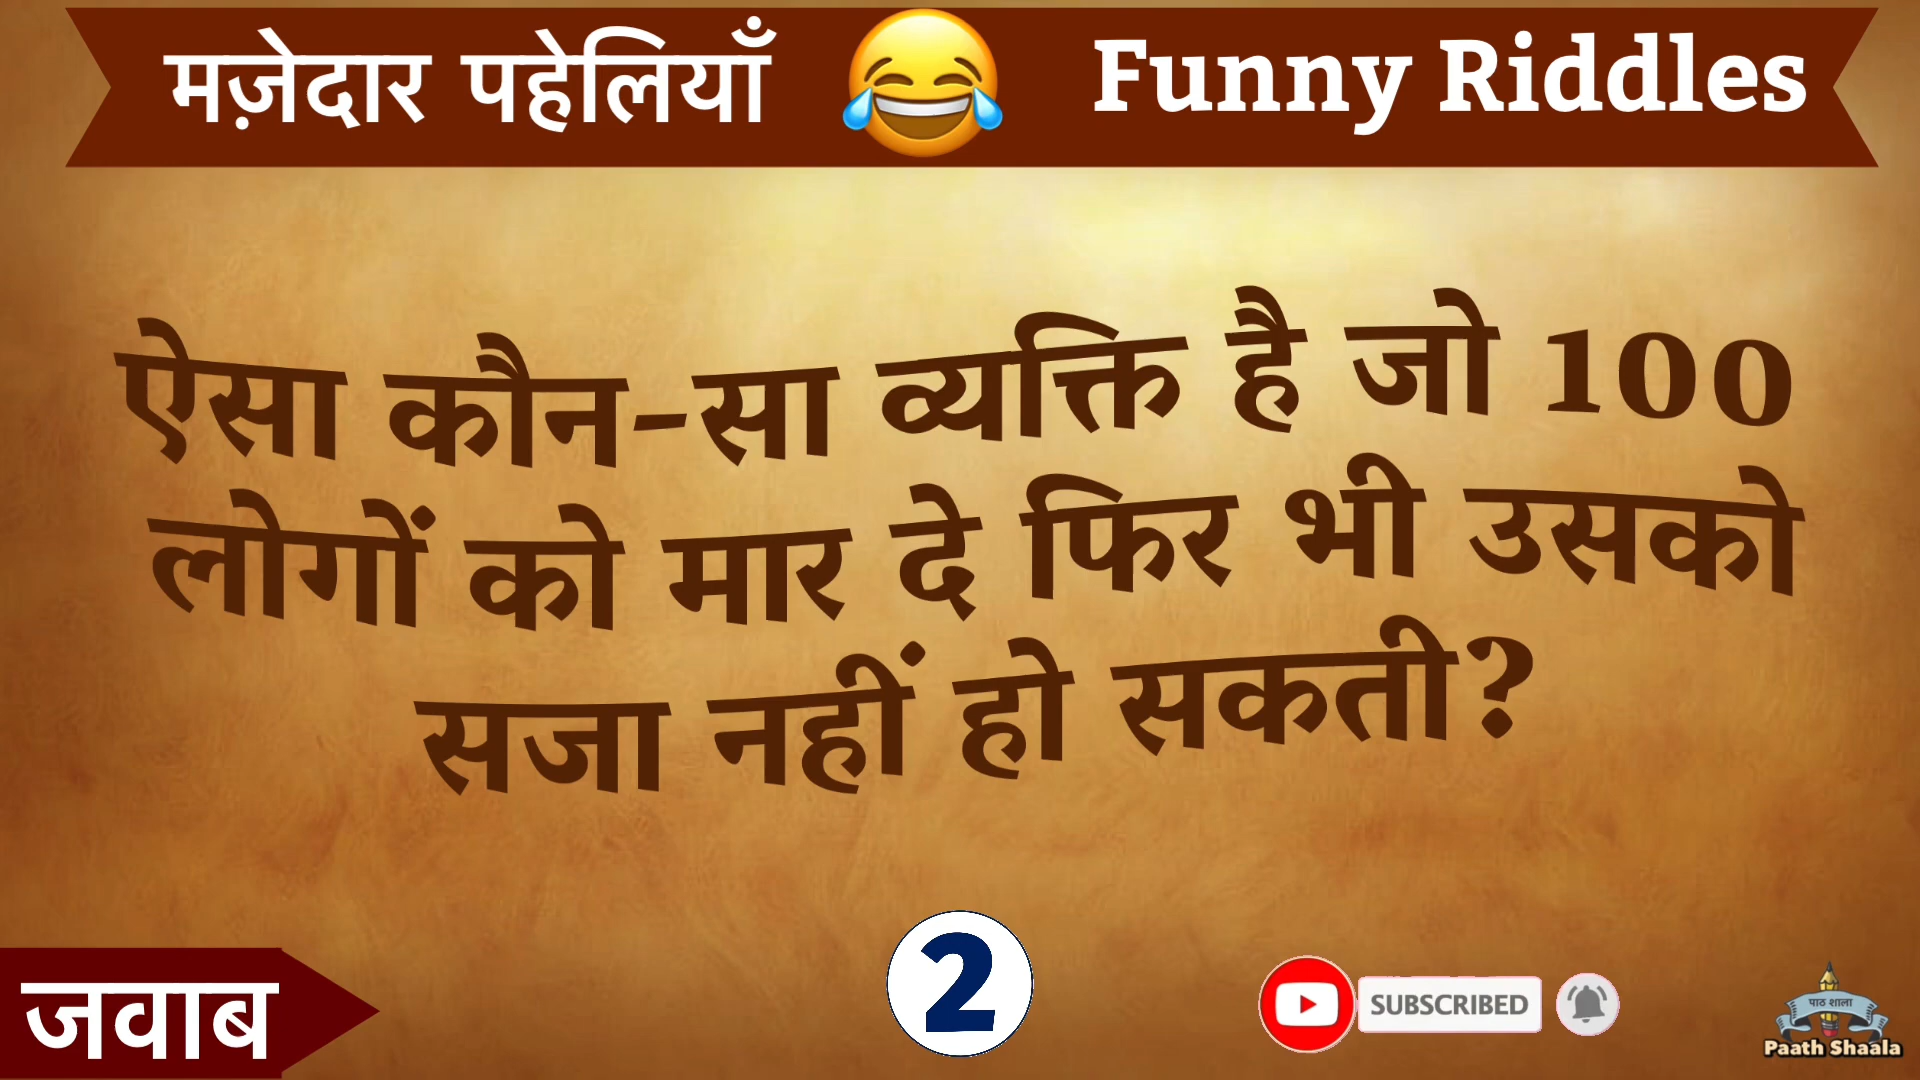 मज़ेदार पहेलियाँ 😂 Funny Riddles
ऐसा कौन-सा व्यक्ति है जो 100
लोगों को मार दे फिर भी उसको
सजा नहीं हो सकती?
जवाब
2
SUBSCRIBED
पाठ शाला
Paath Shaala